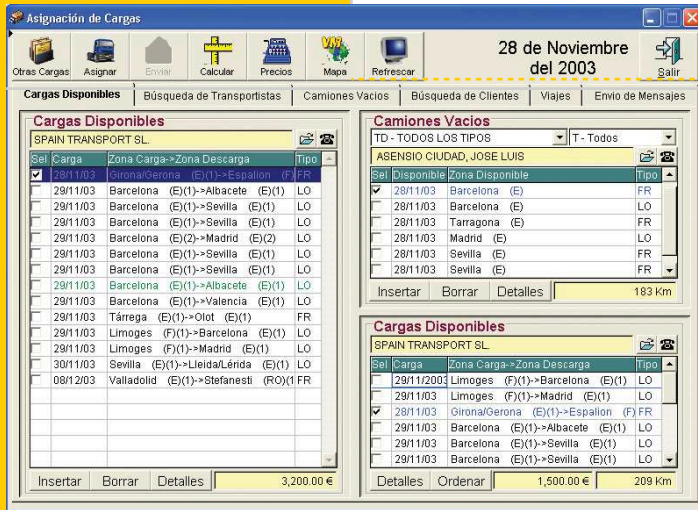 Asignación de Cargas
Otras Cargas Asignar Enviar Calcular Precios Mapa Refrescar
28 de Noviembre
del 2003
Salir
Cargas Disponibles Búsqueda de Transportistas Camiones Vacios Búsqueda de Clientes Viajes Envio de Mensajes
Cargas Disponibles
SPAIN TRANSPORT SL.
Sel Carga Zona Carga->Zona Descarga Tipo
28/11/03 Girona/Gerona (E)(1)->Espalion (F) FR
29/11/03 Barcelona (E)(1)->Albacete (E)(1) LO
29/11/03 Barcelona (E)(1)->Sevilla (E)(1) LO
29/11/03 Barcelona (E)(1)->Sevilla (E)(1) LO
29/11/03 Barcelona (E)(2)->Madrid (E)(2) LO
29/11/03 Barcelona (E)(1)->Sevilla (E)(1) LO
29/11/03 Barcelona (E)(1)->Sevilla (E)(1) LO
29/11/03 Barcelona (E)(1)->Albacete (E)(1) LO
29/11/03 Barcelona (E)(1)->Valencia (E)(1) LO
29/11/03 Tárrega (E)(1)->Olot (E)(1) FR
29/11/03 Limoges (F)(1)->Barcelona (E)(1) LO
29/11/03 Limoges (F)(1)->Madrid (E)(1) LO
30/11/03 Sevilla (E)(1)->Lleida/Lérida (E)(1) LO
08/12/03 Valladolid (E)(1)->Stefanesti (RO)(1 FR
Insertar Borrar Detalles 3,200.00 €
Camiones Vacios
TD - TODOS LOS TIPOS T - Todos
ASENSIO CIUDAD, JOSE LUIS
Sel Disponible Zona Disponible Tipo
28/11/03 Barcelona (E) FR
28/11/03 Barcelona (E) LO
28/11/03 Tarragona (E) FR
28/11/03 Madrid (E) LO
28/11/03 Sevilla (E) FR
28/11/03 Sevilla (E) FR
Insertar Borrar Detalles 183 Km
Cargas Disponibles
SPAIN TRANSPORT SL.
Sel Carga Zona Carga->Zona Descarga Tipo
29/11/2003 Limoges (F)(1)->Barcelona (E)(1) LO
29/11/03 Limoges (F)(1)->Madrid (E)(1) LO
28/11/03 Girona/Gerona (E)(1)->Espalion (F) FR
29/11/03 Barcelona (E)(1)->Albacete (E)(1) LO
29/11/03 Barcelona (E)(1)->Sevilla (E)(1) LO
29/11/03 Barcelona (E)(1)->Sevilla (E)(1) LO
Detalles Ordenar 1,500.00 € 209 Km